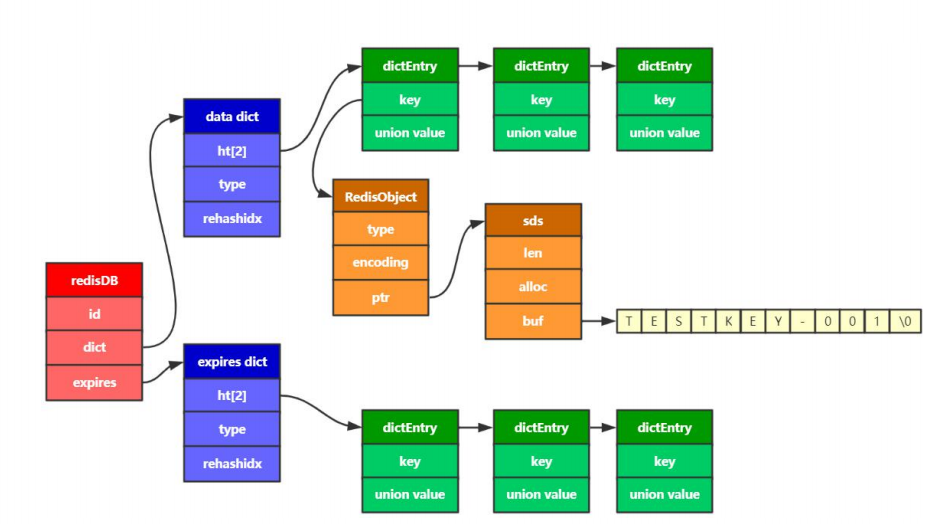 dictEntry
key
union value
dictEntry
key
union value
dictEntry
key
union value
data dict
ht[2]
type
rehashidx
RedisObject
type
encoding
ptr
sds
len
alloc
buf
T E S T K E Y - 0 0 1 \0
redisDB
id
dict
expires
expires dict
ht[2]
type
rehashidx
dictEntry
key
union value
dictEntry
key
union value
dictEntry
key
union value